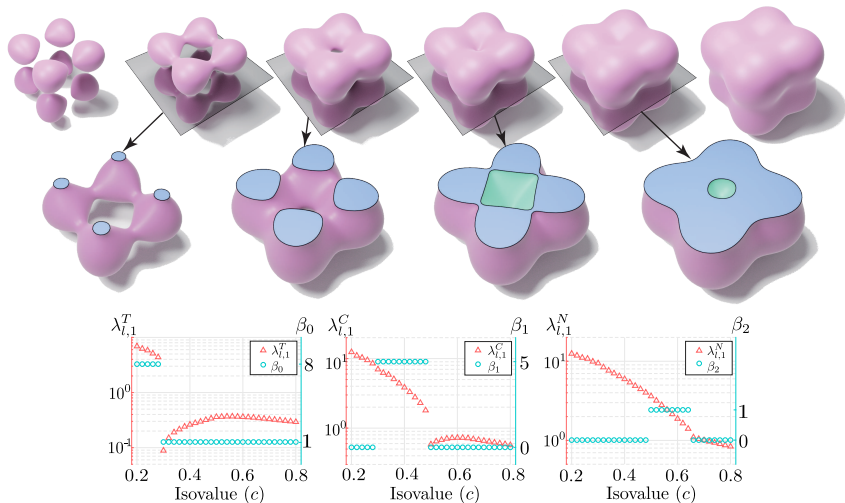 λ_{l,1}^T β_0
λ_{l,1}^T
β_0
10^0
10^{-1}
8
1
0.2 0.4 0.6 0.8
Isovalue (c)
λ_{l,1}^C β_1
λ_{l,1}^C
β_1
10^1
10^0
5
0
0.2 0.4 0.6 0.8
Isovalue (c)
λ_{l,1}^N β_2
λ_{l,1}^N
β_2
10^1
10^0
1
0
0.2 0.4 0.6 0.8
Isovalue (c)